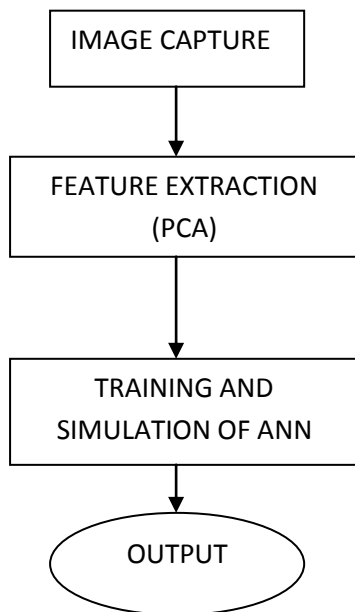 IMAGE CAPTURE
FEATURE EXTRACTION
(PCA)
TRAINING AND
SIMULATION OF ANN
OUTPUT